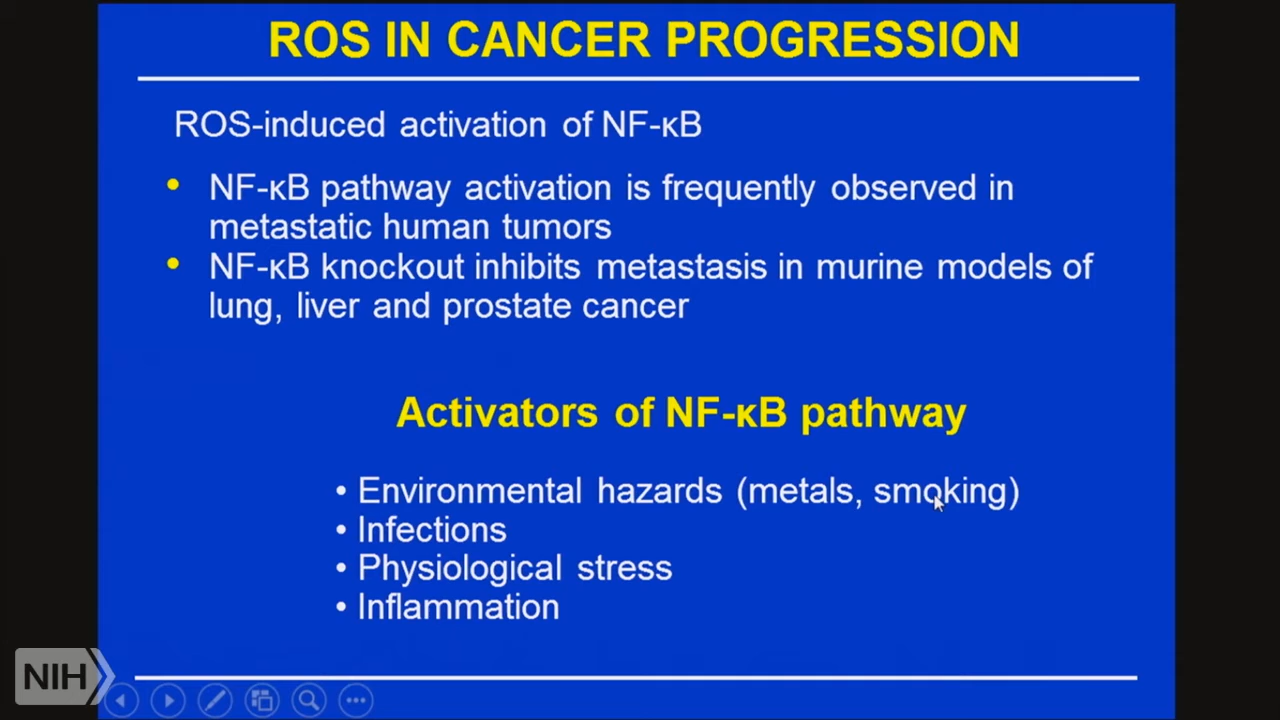 ROS IN CANCER PROGRESSION
ROS-induced activation of NF-κB
• NF-κB pathway activation is frequently observed in
metastatic human tumors
• NF-κB knockout inhibits metastasis in murine models of
lung, liver and prostate cancer
Activators of NF-κB pathway
• Environmental hazards (metals, smoking)
• Infections
• Physiological stress
• Inflammation
NIH